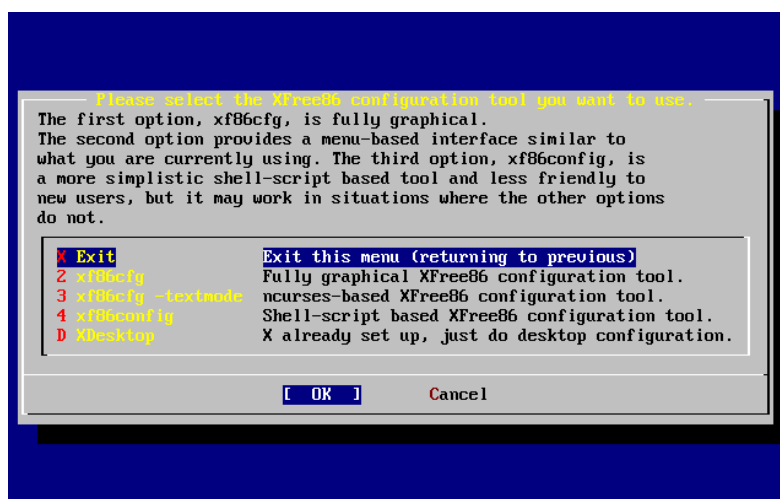 Please select the XFree86 configuration tool you want to use.
The first option, xf86cfg, is fully graphical.
The second option provides a menu-based interface similar to
what you are currently using. The third option, xf86config, is
a more simplistic shell-script based tool and less friendly to
new users, but it may work in situations where the other options
do not.
X Exit Exit this menu (returning to previous)
2 xf86cfg Fully graphical XFree86 configuration tool.
3 xf86cfg -textmode ncurses-based XFree86 configuration tool.
4 xf86config Shell-script based XFree86 configuration tool.
D XDesktop X already set up, just do desktop configuration.
[ OK ] Cancel